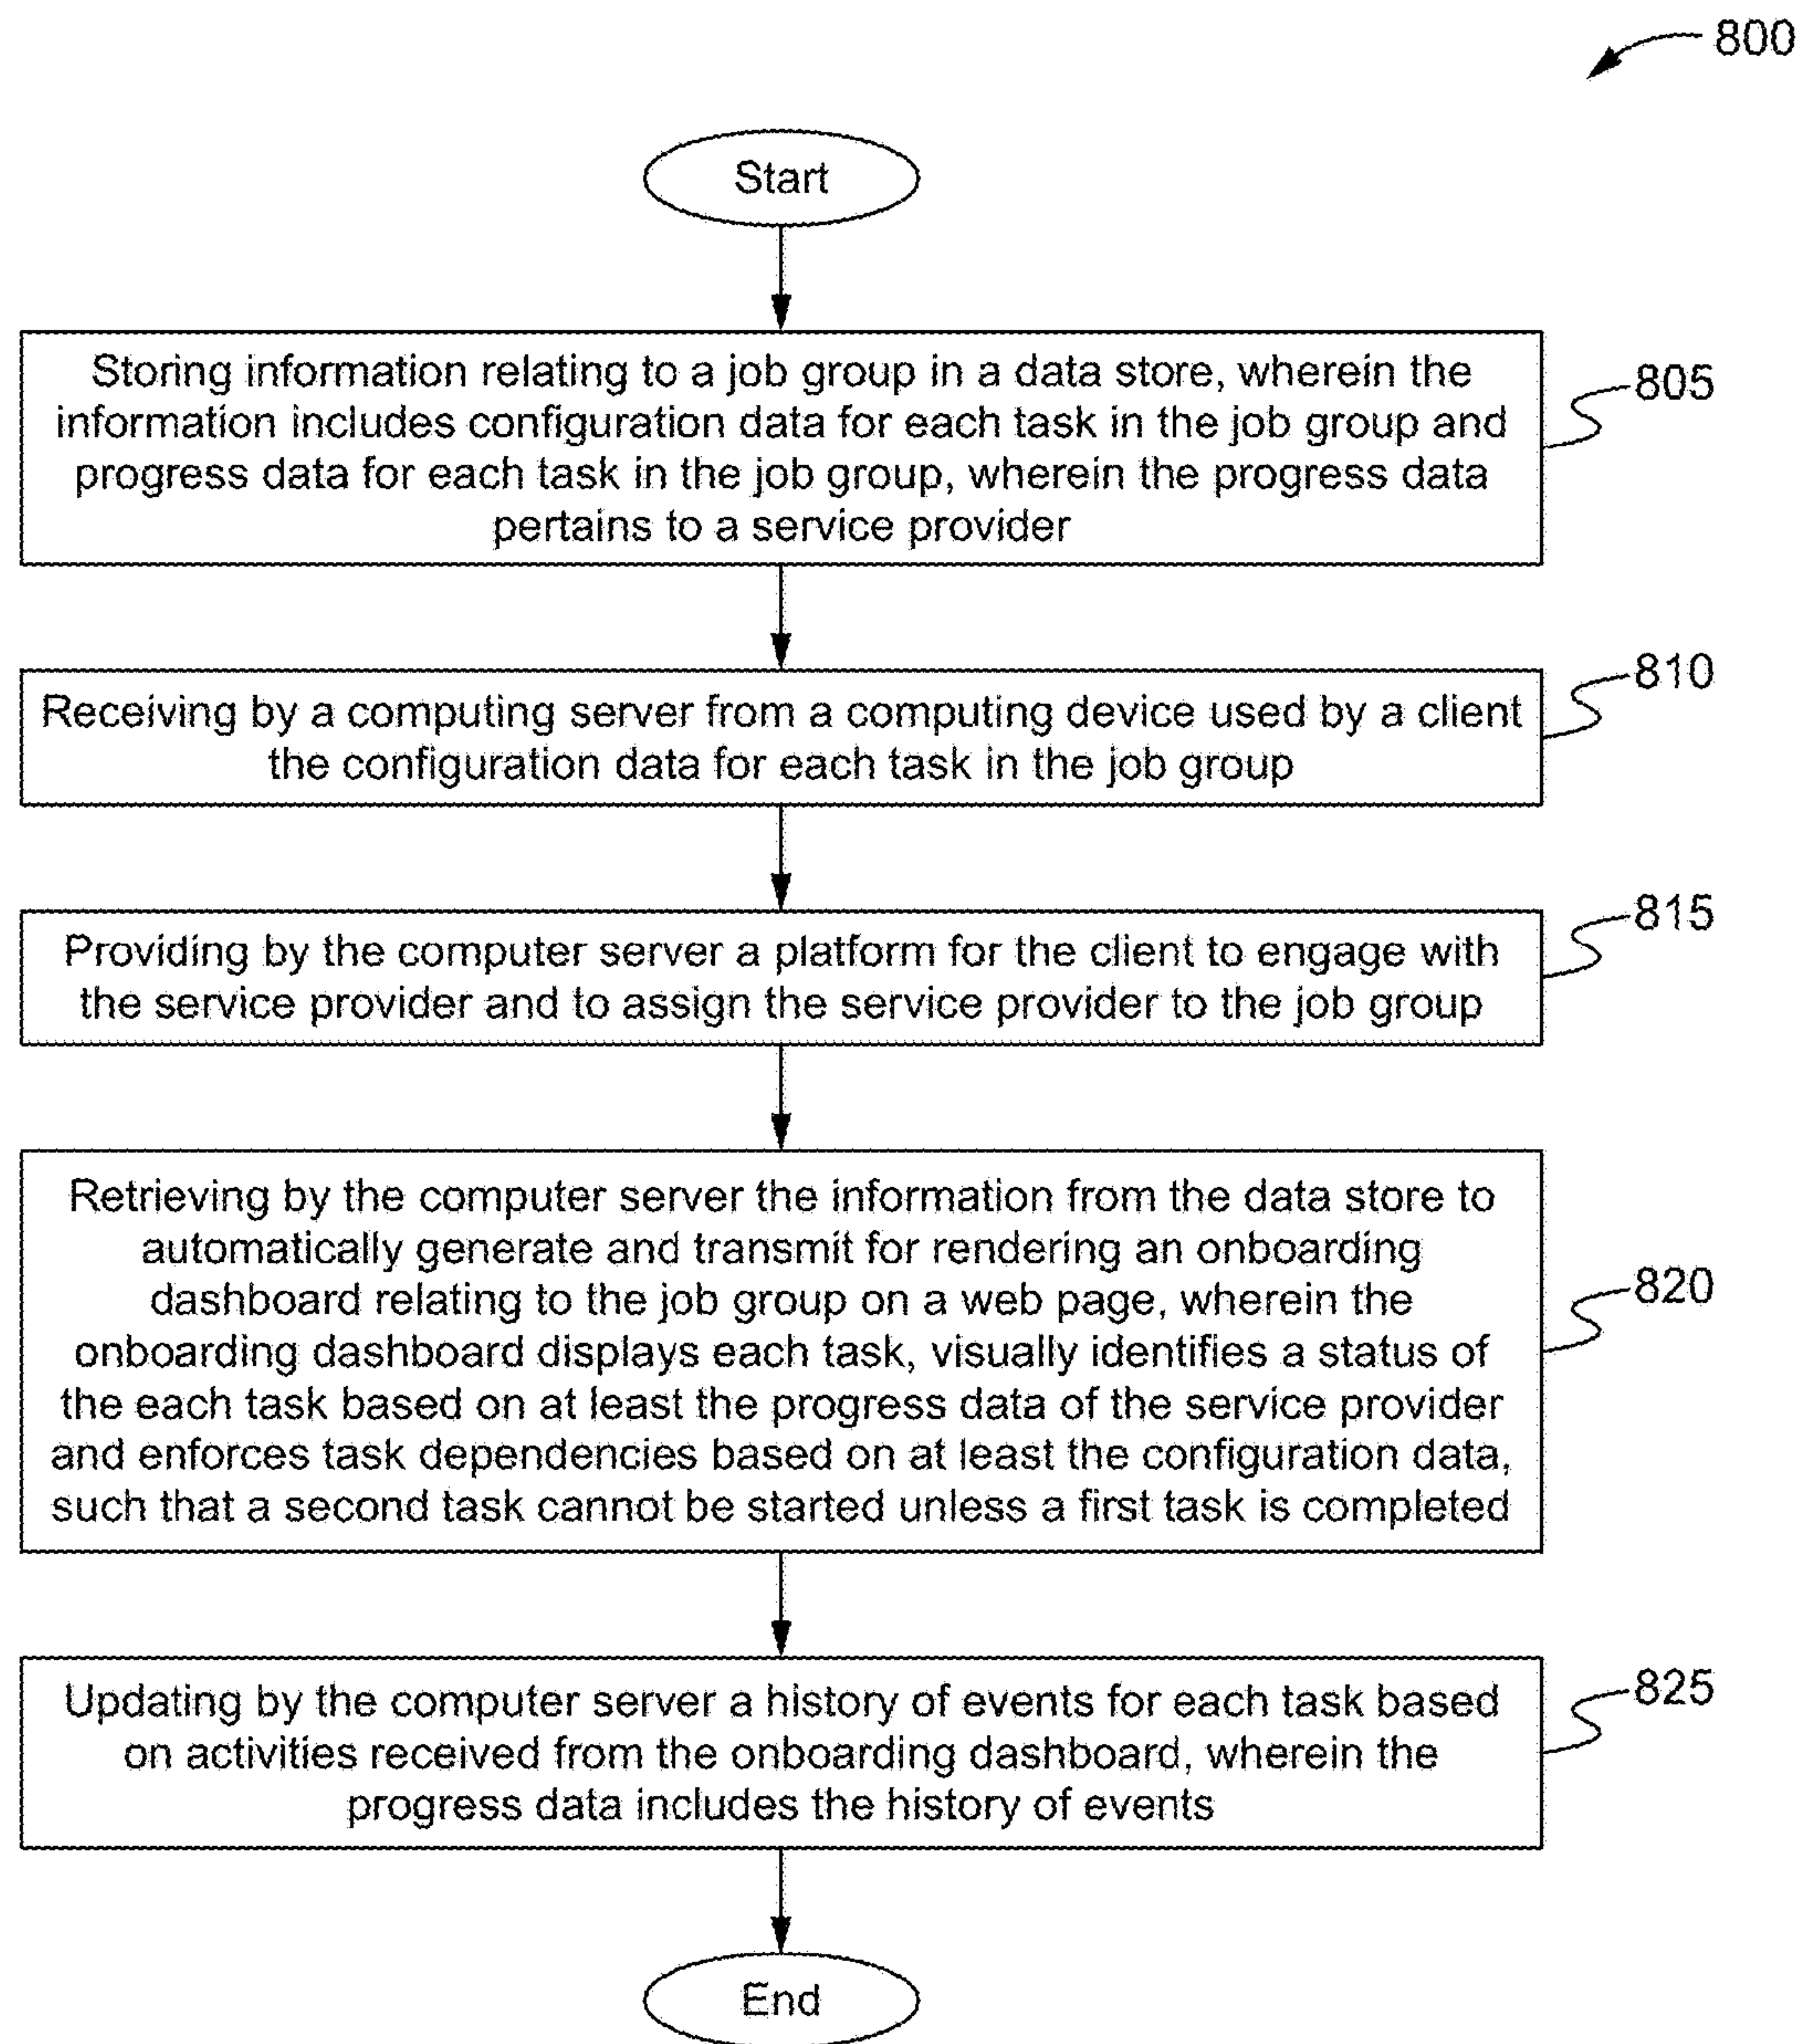 800
Start
Storing information relating to a job group in a data store, wherein the
information includes configuration data for each task in the job group and
progress data for each task in the job group, wherein the progress data
pertains to a service provider
805
Receiving by a computing server from a computing device used by a client
the configuration data for each task in the job group
810
Providing by the computer server a platform for the client to engage with
the service provider and to assign the service provider to the job group
815
Retrieving by the computer server the information from the data store to
automatically generate and transmit for rendering an onboarding
dashboard relating to the job group on a web page, wherein the
onboarding dashboard displays each task, visually identifies a status of
the each task based on at least the progress data of the service provider
and enforces task dependencies based on at least the configuration data,
such that a second task cannot be started unless a first task is completed
820
Updating by the computer server a history of events for each task based
on activities received from the onboarding dashboard, wherein the
progress data includes the history of events
825
End